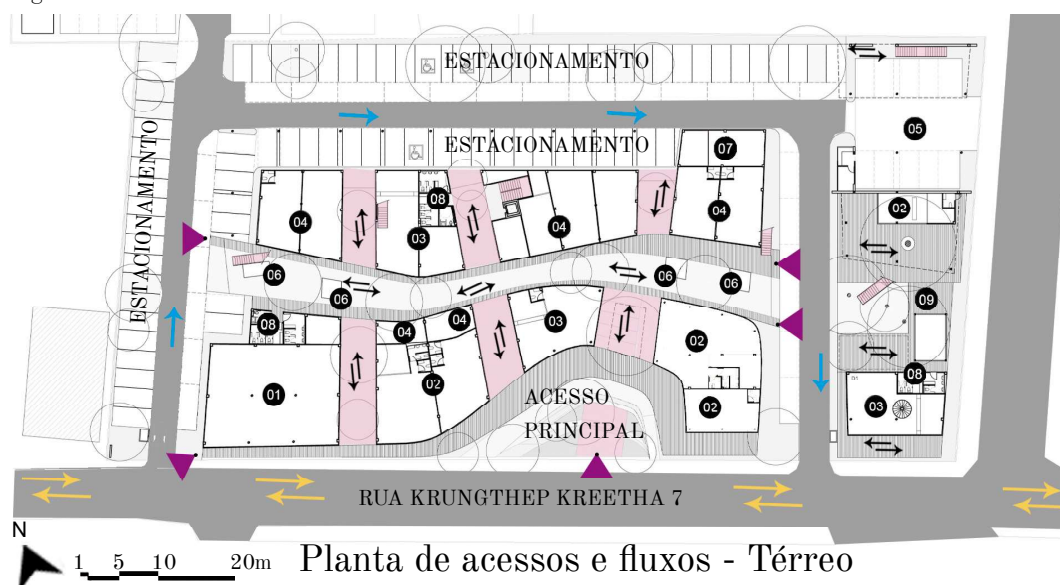 ESTACIONAMENTO
05
ESTACIONAMENTO
07
ESTACIONAMENTO
08
04
03
04
04
02
06
06
06
06
09
08
04
04
03
02
08
01
02
02
03
ACESSO
PRINCIPAL
RUA KRUNGTHEP KREETHA 7
N
1 5 10 20m
Planta de acessos e fluxos - Térreo